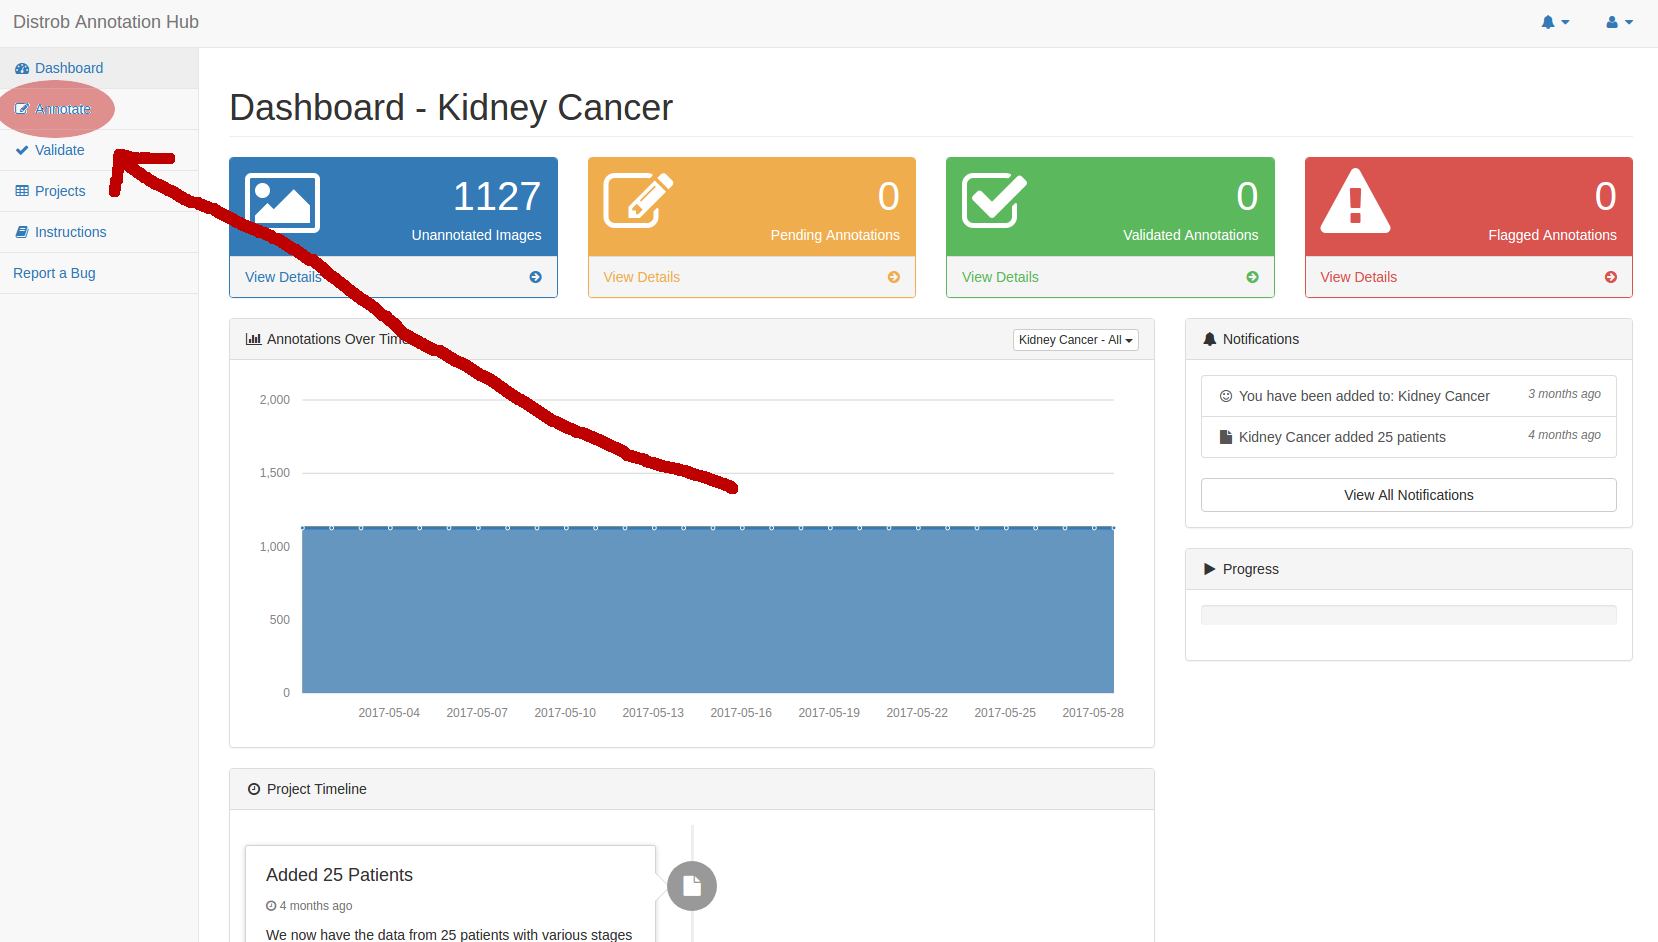 Distrob Annotation Hub
Dashboard
Annotate
Validate
Projects
Instructions
Report a Bug
Dashboard - Kidney Cancer
1127
Unannotated Images
View Details
0
Pending Annotations
View Details
0
Validated Annotations
View Details
0
Flagged Annotations
View Details
Annotations Over Time
Kidney Cancer - All
2,000
1,500
1,000
500
0
2017-05-04 2017-05-07 2017-05-10 2017-05-13 2017-05-16 2017-05-19 2017-05-22 2017-05-25 2017-05-28
Notifications
You have been added to: Kidney Cancer 3 months ago
Kidney Cancer added 25 patients 4 months ago
View All Notifications
Progress
Project Timeline
Added 25 Patients
4 months ago
We now have the data from 25 patients with various stages